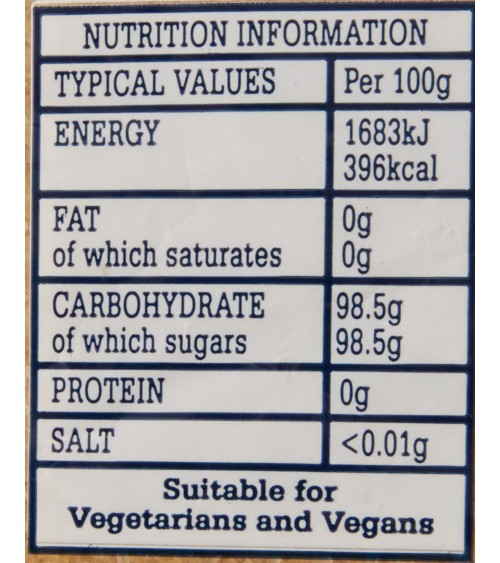 NUTRITION INFORMATION
TYPICAL VALUES Per 100g
ENERGY 1683kJ
396kcal
FAT 0g
of which saturates 0g
CARBOHYDRATE 98.5g
of which sugars 98.5g
PROTEIN 0g
SALT <0.01g
Suitable for
Vegetarians and Vegans